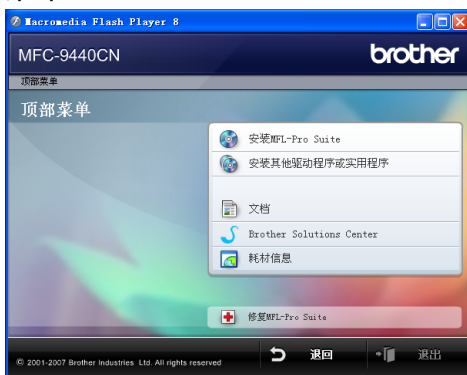 Macromedia Flash Player 8
MFC-9440CN
brother
顶部菜单
顶部菜单
安装MFL-Pro Suite
安装其他驱动程序或实用程序
文档
Brother Solutions Center
耗材信息
修复MFL-Pro Suite
© 2001-2007 Brother Industries Ltd. All rights reserved
退回
退出